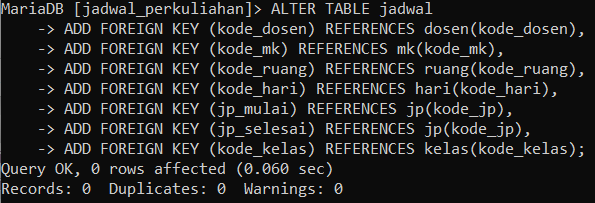 MariaDB [jadwal_perkuliahan]> ALTER TABLE jadwal
    -> ADD FOREIGN KEY (kode_dosen) REFERENCES dosen(kode_dosen),
    -> ADD FOREIGN KEY (kode_mk) REFERENCES mk(kode_mk),
    -> ADD FOREIGN KEY (kode_ruang) REFERENCES ruang(kode_ruang),
    -> ADD FOREIGN KEY (kode_hari) REFERENCES hari(kode_hari),
    -> ADD FOREIGN KEY (jp_mulai) REFERENCES jp(kode_jp),
    -> ADD FOREIGN KEY (jp_selesai) REFERENCES jp(kode_jp),
    -> ADD FOREIGN KEY (kode_kelas) REFERENCES kelas(kode_kelas);
Query OK, 0 rows affected (0.060 sec)
Records: 0  Duplicates: 0  Warnings: 0